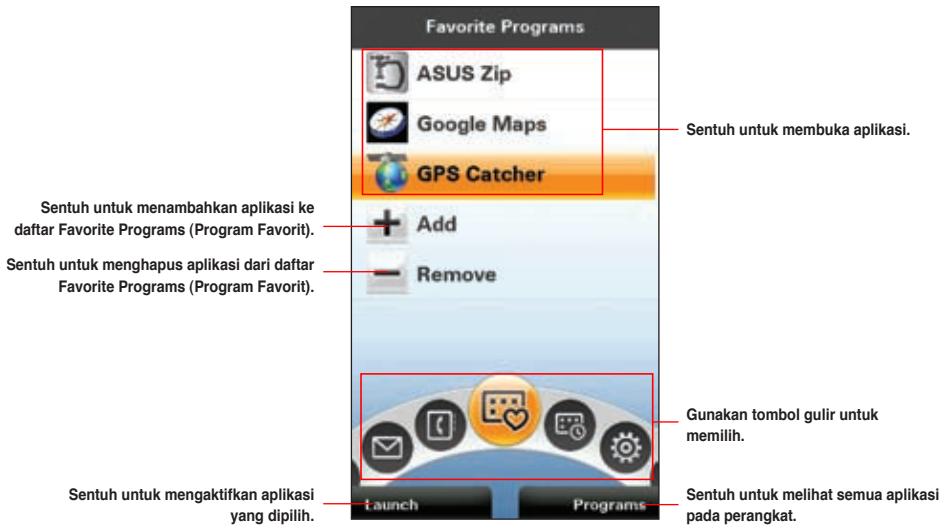 Favorite Programs
ASUS Zip
Google Maps
Sentuh untuk membuka aplikasi.
GPS Catcher
Sentuh untuk menambahkan aplikasi ke
daftar Favorite Programs (Program Favorit).
Add
Sentuh untuk menghapus aplikasi dari daftar
Favorite Programs (Program Favorit).
Remove
Gunakan tombol gulir untuk
memilih.
Sentuh untuk mengaktifkan aplikasi
yang dipilih.
Launch
Programs
Sentuh untuk melihat semua aplikasi
pada perangkat.